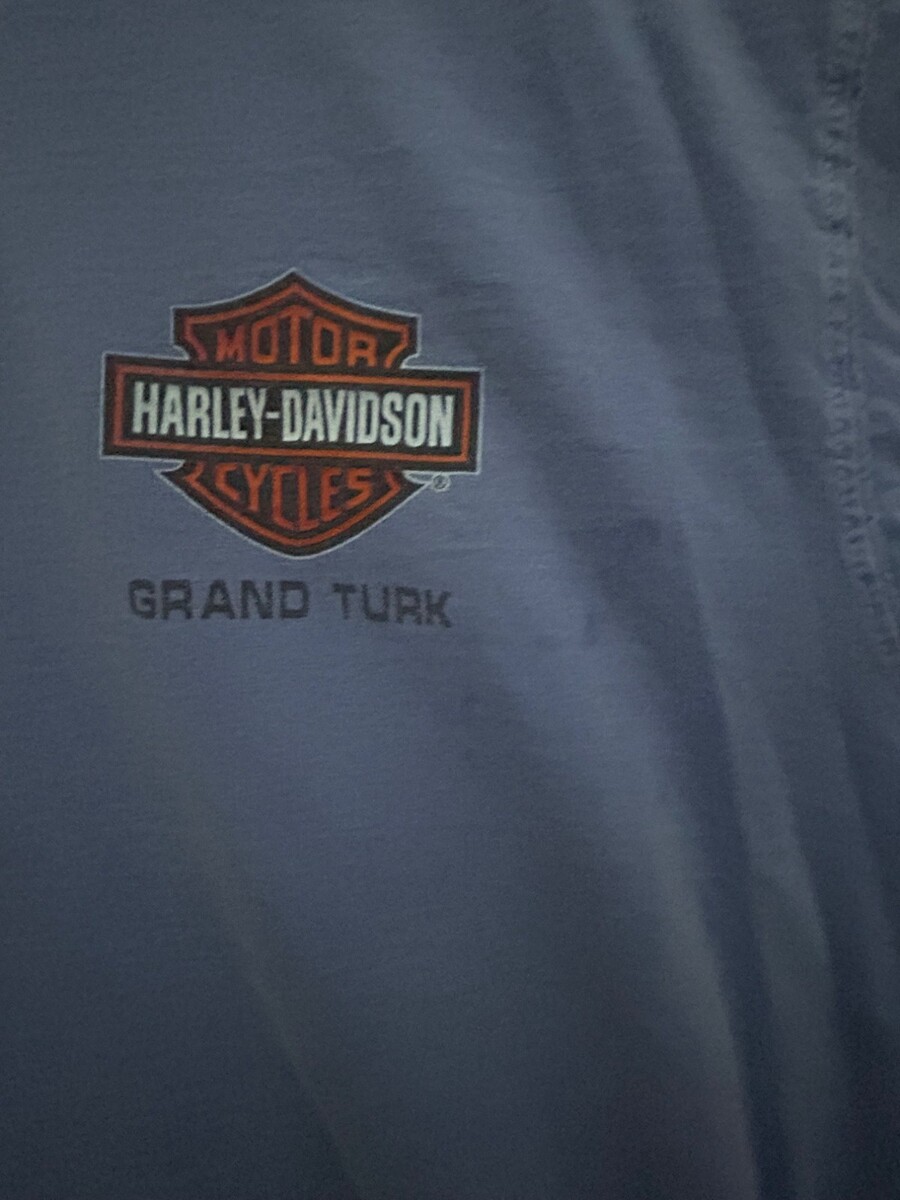 MOTOR
HARLEY-DAVIDSON
CYCLES
®
GRAND TURK